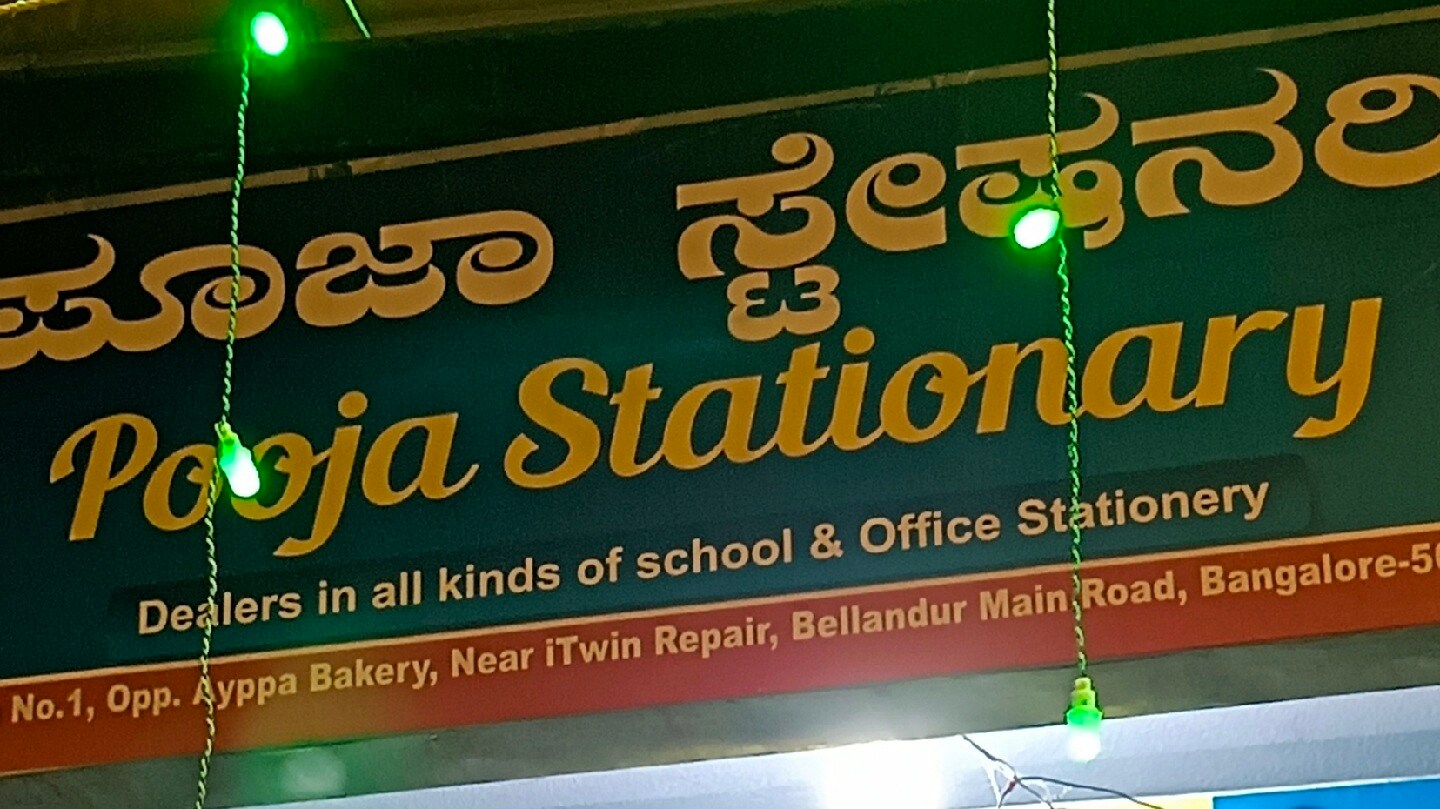 ಪೂಜಾ ಸ್ಟೇಷನರಿ
Pooja Stationary
Dealers in all kinds of school & Office Stationery
No.1, Opp. Ayppa Bakery, Near iTwin Repair, Bellandur Main Road, Bangalore-56